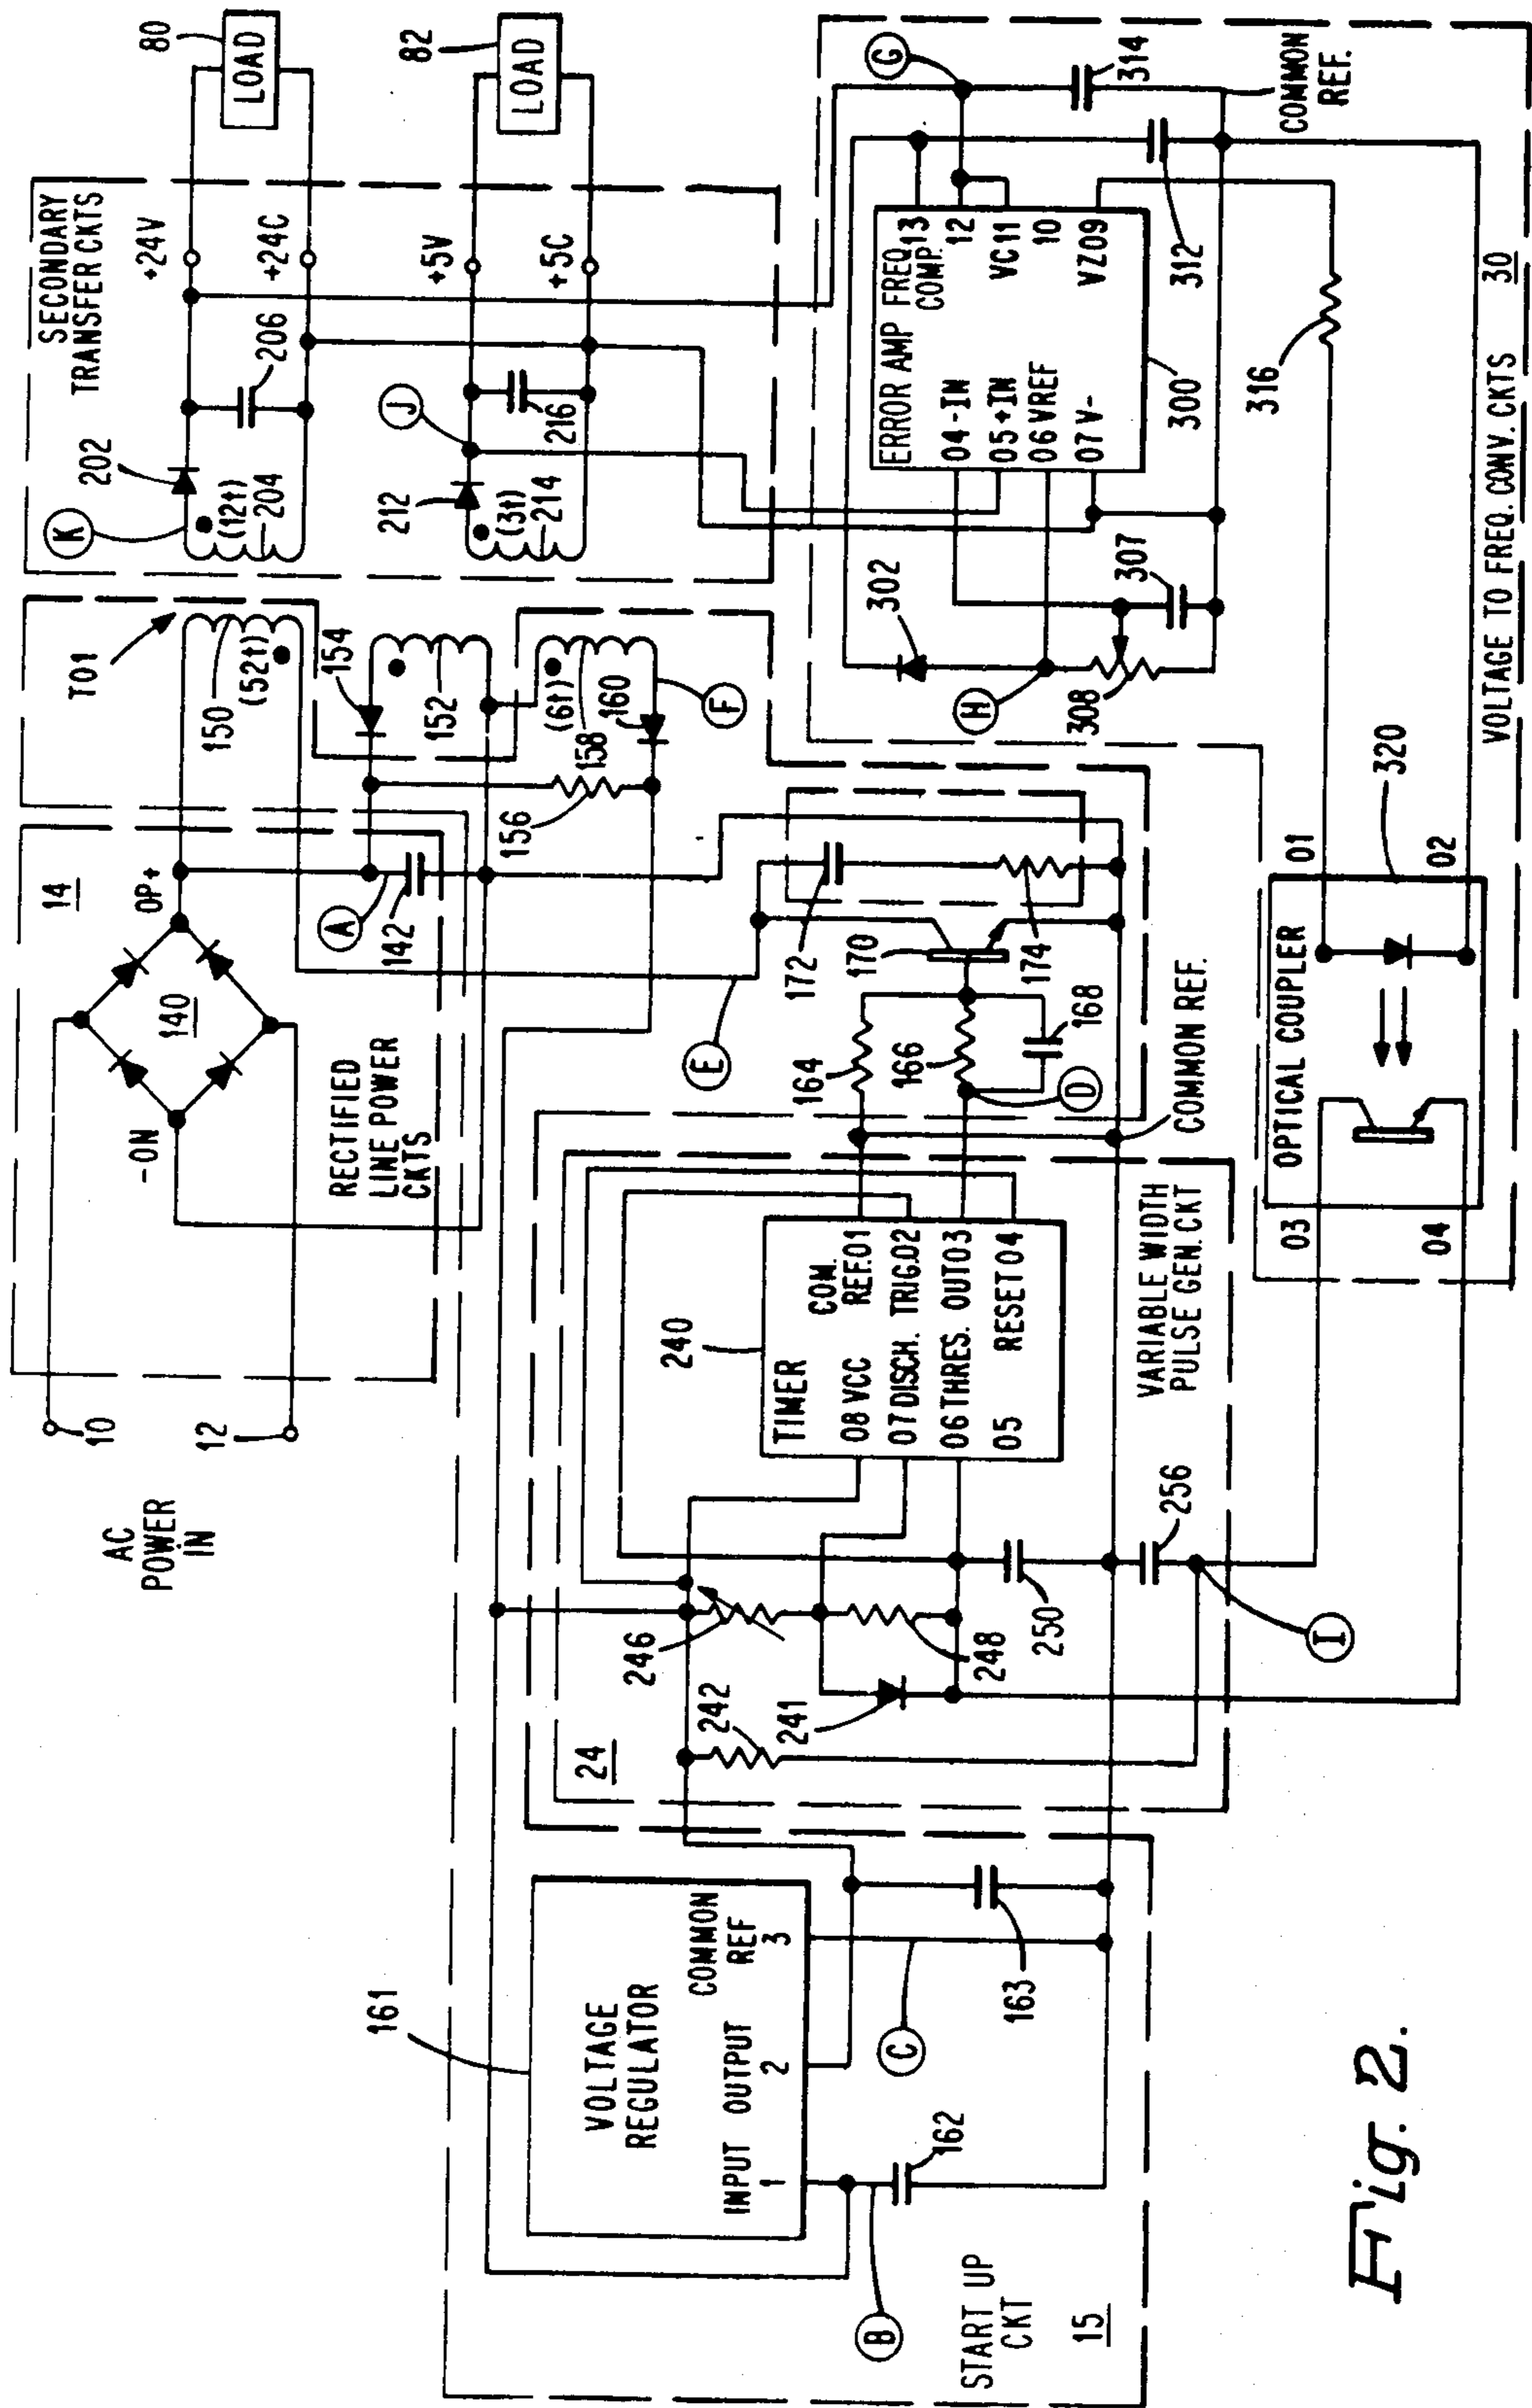 AC
POWER
IN
10
12
14
-ON
OP+
140
RECTIFIED
LINE POWER
CKTS
A
142
T01
150
(52t)
154
152
156
(6t)
158
160
F
SECONDARY
TRANSFER CKTS
K
202
(12t)
204
206
+24V
+24C
212
(3t)
214
J
216
+5V
+5C
80
LOAD
82
LOAD
161
VOLTAGE
REGULATOR
INPUT
1
OUTPUT
2
COMMON
REF
3
B
162
C
163
START UP
CKT
15
24
242
246
241
248
250
256
I
240
TIMER
COM.
08 VCC
REF.01
07 DISCH.
TRIG.02
06 THRES.
OUT 03
05
RESET 04
VARIABLE WIDTH
PULSE GEN. CKT
E
164
166
168
D
170
172
174
COMMON REF.
302
H
308
307
ERROR AMP
FREQ.
COMP.
13
04-IN
12
05+IN
VC11
06 VREF
10
07 V-
VZ09
300
312
G
314
COMMON
REF.
316
OPTICAL COUPLER
320
01
02
03
04
VOLTAGE TO FREQ. CONV. CKTS
30
Fig. 2.